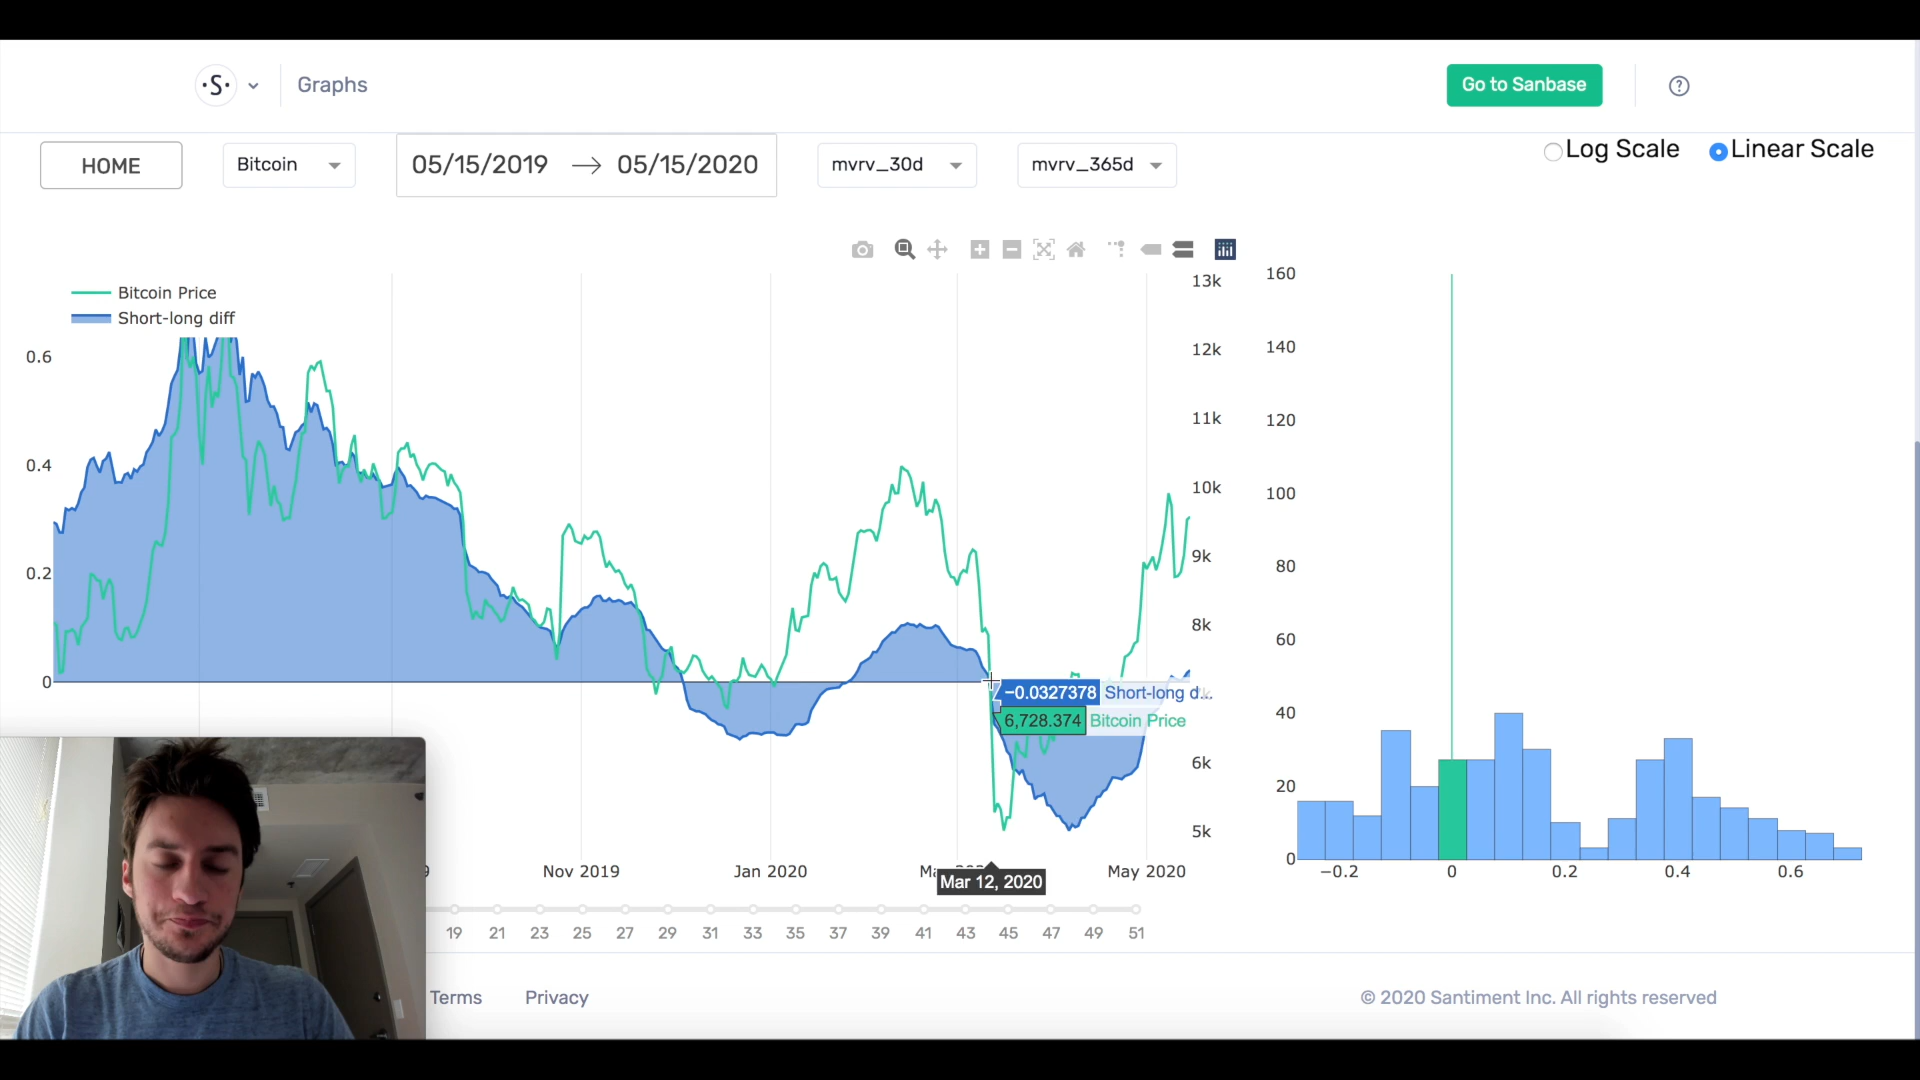 ·S·
Graphs
Go to Sanbase
?
HOME
Bitcoin
05/15/2019 → 05/15/2020
mvrv_30d
mvrv_365d
Log Scale
Linear Scale
Bitcoin Price
Short-long diff
0.6
0.4
0.2
0
13k
12k
11k
10k
9k
8k
6k
5k
−0.0327378 Short-long d...
6,728.374 Bitcoin Price
Nov 2019
Jan 2020
May 2020
Mar 12, 2020
160
140
120
100
80
60
40
20
0
−0.2
0
0.2
0.4
0.6
19 21 23 25 27 29 31 33 35 37 39 41 43 45 47 49 51
Terms
Privacy
© 2020 Santiment Inc. All rights reserved